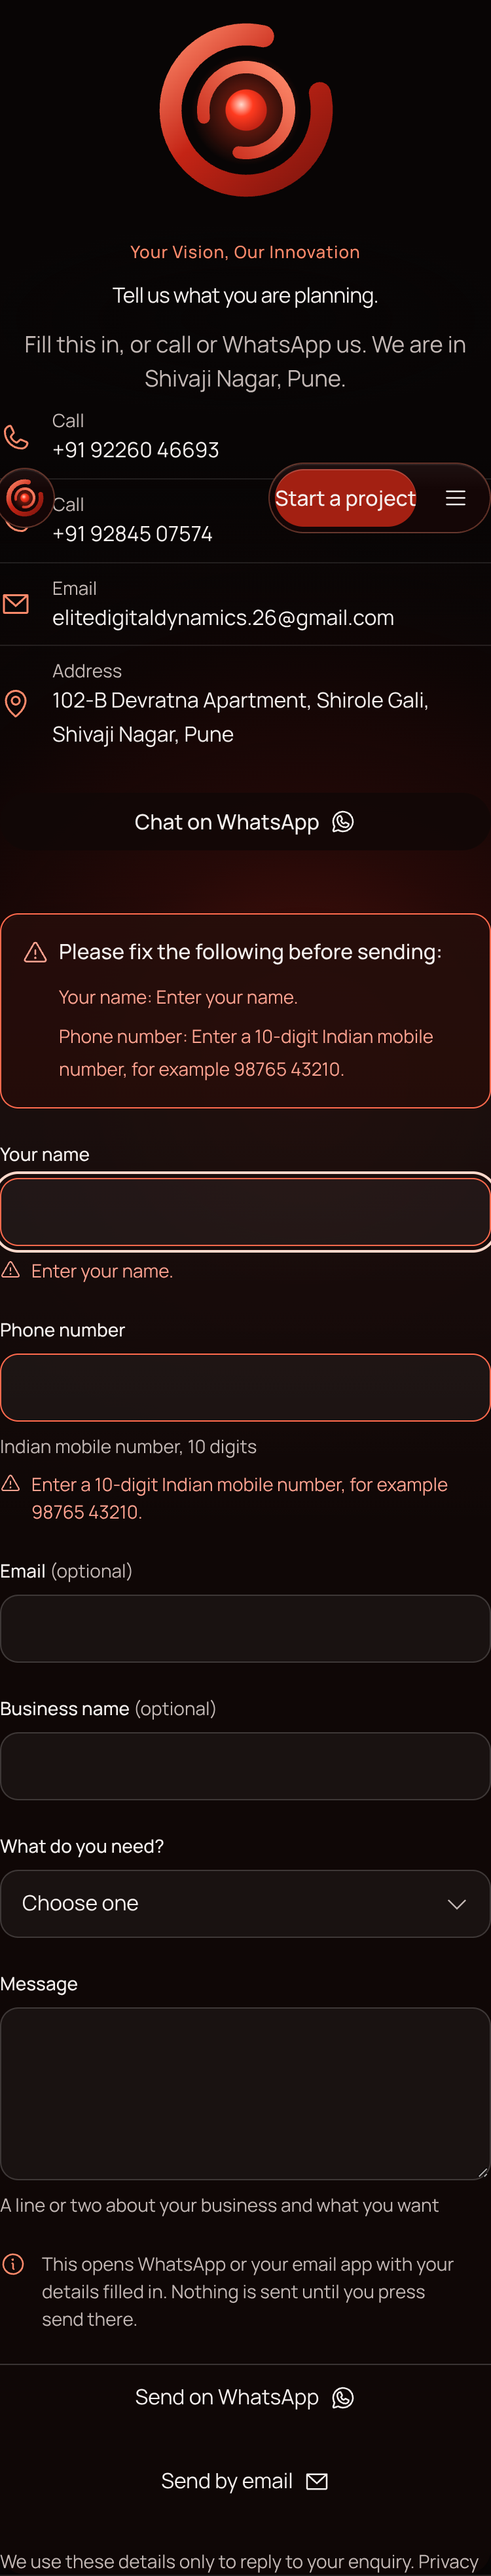 Your Vision, Our Innovation
Tell us what you are planning.
Fill this in, or call or WhatsApp us. We are in
Shivaji Nagar, Pune.
Call
+91 92260 46693
Start a project
Call
+91 92845 07574
Email
elitedigitaldynamics.26@gmail.com
Address
102-B Devratna Apartment, Shirole Gali,
Shivaji Nagar, Pune
Chat on WhatsApp
Please fix the following before sending:
Your name: Enter your name.
Phone number: Enter a 10-digit Indian mobile
number, for example 98765 43210.
Your name
Enter your name.
Phone number
Indian mobile number, 10 digits
Enter a 10-digit Indian mobile number, for example
98765 43210.
Email (optional)
Business name (optional)
What do you need?
Choose one
Message
A line or two about your business and what you want
This opens WhatsApp or your email app with your
details filled in. Nothing is sent until you press
send there.
Send on WhatsApp
Send by email
We use these details only to reply to your enquiry. Privacy